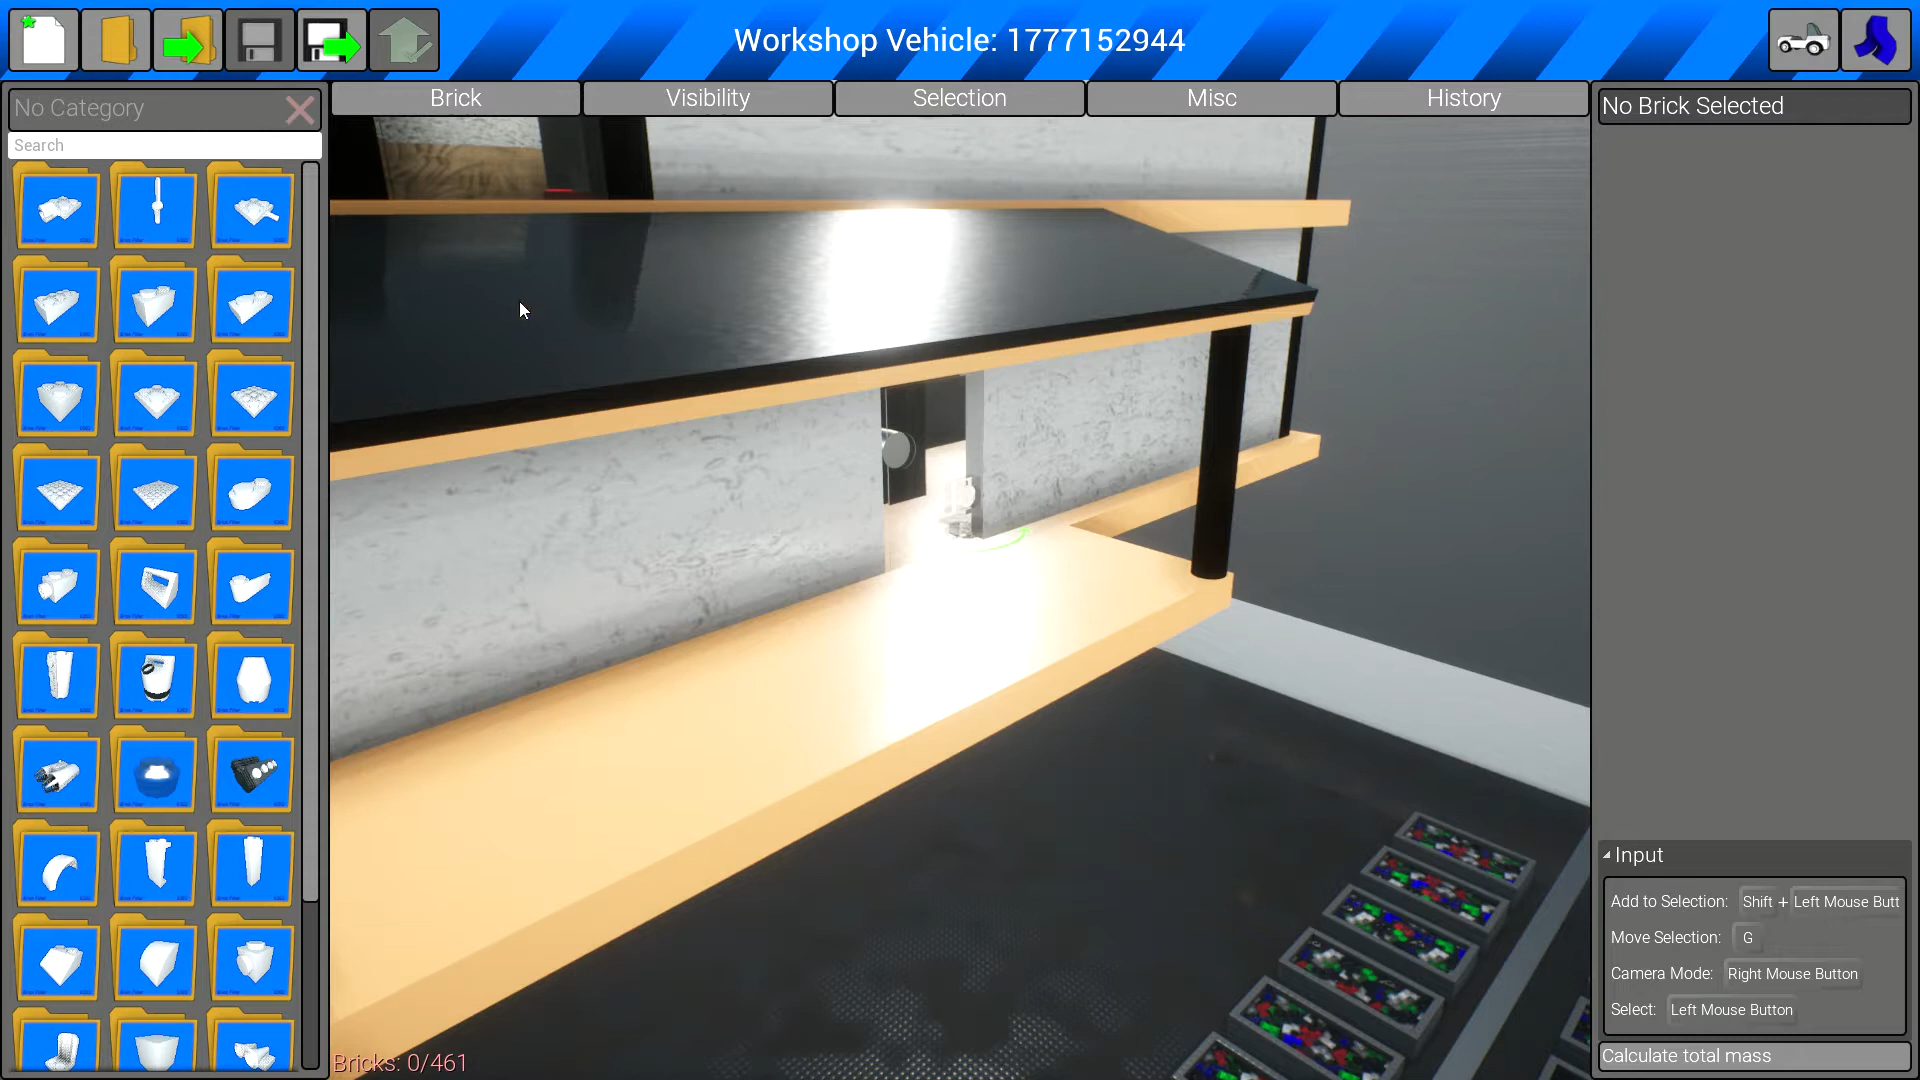 Workshop Vehicle: 1777152944
No Category
Search
Brick
Visibility
Selection
Misc
History
No Brick Selected
Input
Add to Selection: Shift + Left Mouse Butt
Move Selection: G
Camera Mode: Right Mouse Button
Select: Left Mouse Button
Calculate total mass
Bricks: 0/461